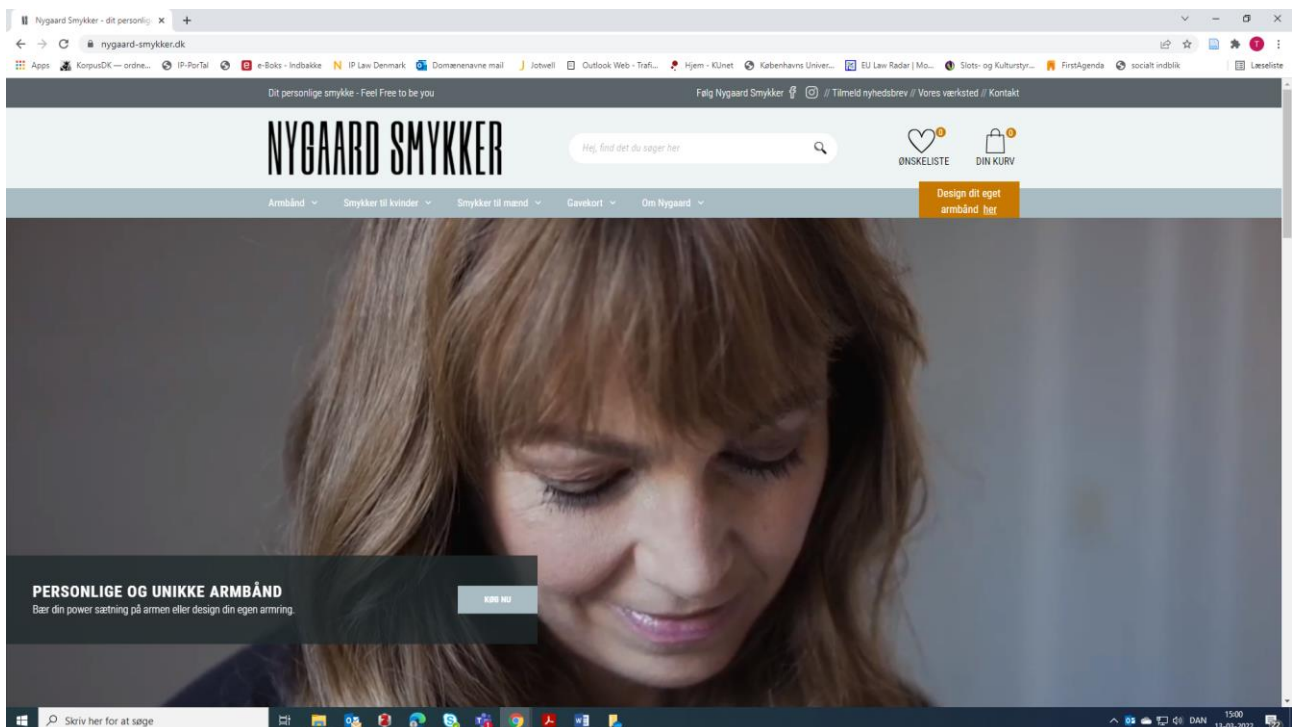 Nygaard Smykker - dit personlig
nygaard-smykker.dk
Apps KorpusDK — ordne... IP-PorTal e-Boks - Indbakke IP Law Denmark Domænenavne mail Jotwell Outlook Web - Trafi... Hjem - KUnet Københavns Univer... EU Law Radar | Mo... Slots- og Kulturstyr... FirstAgenda socialt indblik Læseliste
Dit personlige smykke - Feel Free to be you Følg Nygaard Smykker // Tilmeld nyhedsbrev // Vores værksted // Kontakt
NYGAARD SMYKKER
Hej, find det du søger her
0 0
ØNSKELISTE DIN KURV
Armbånd Smykker til kvinder Smykker til mænd Gavekort Om Nygaard
Design dit eget
armbånd her
PERSONLIGE OG UNIKKE ARMBÅND
Bær din power sætning på armen eller design din egen armring.
KØB NU
Skriv her for at søge
DAN
15:00